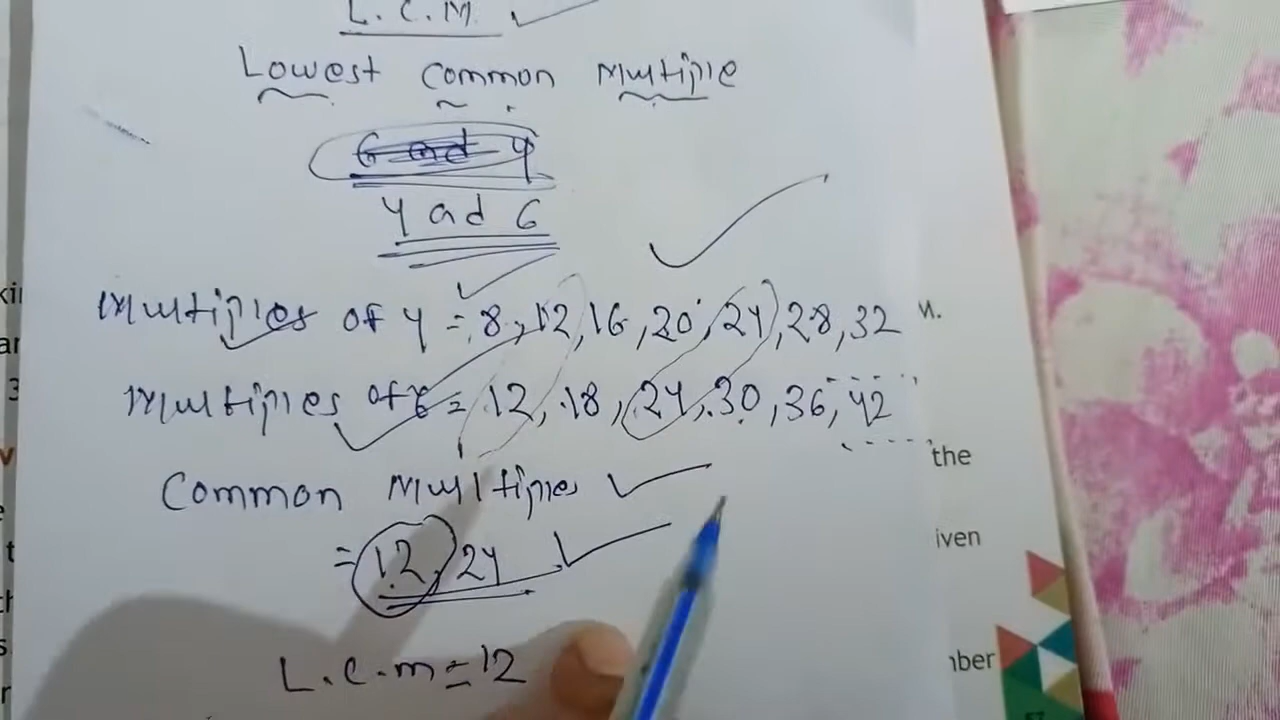 L.C.M.
Lowest common Multiple
6 and 4
4 and 6
Multiples of 4 = 8, 12, 16, 20, 24, 28, 32
Multiples of 6 = 12, 18, 24, 30, 36, 42
Common Multiples
= 12, 24
L.C.M = 12
the
iven
nber
57